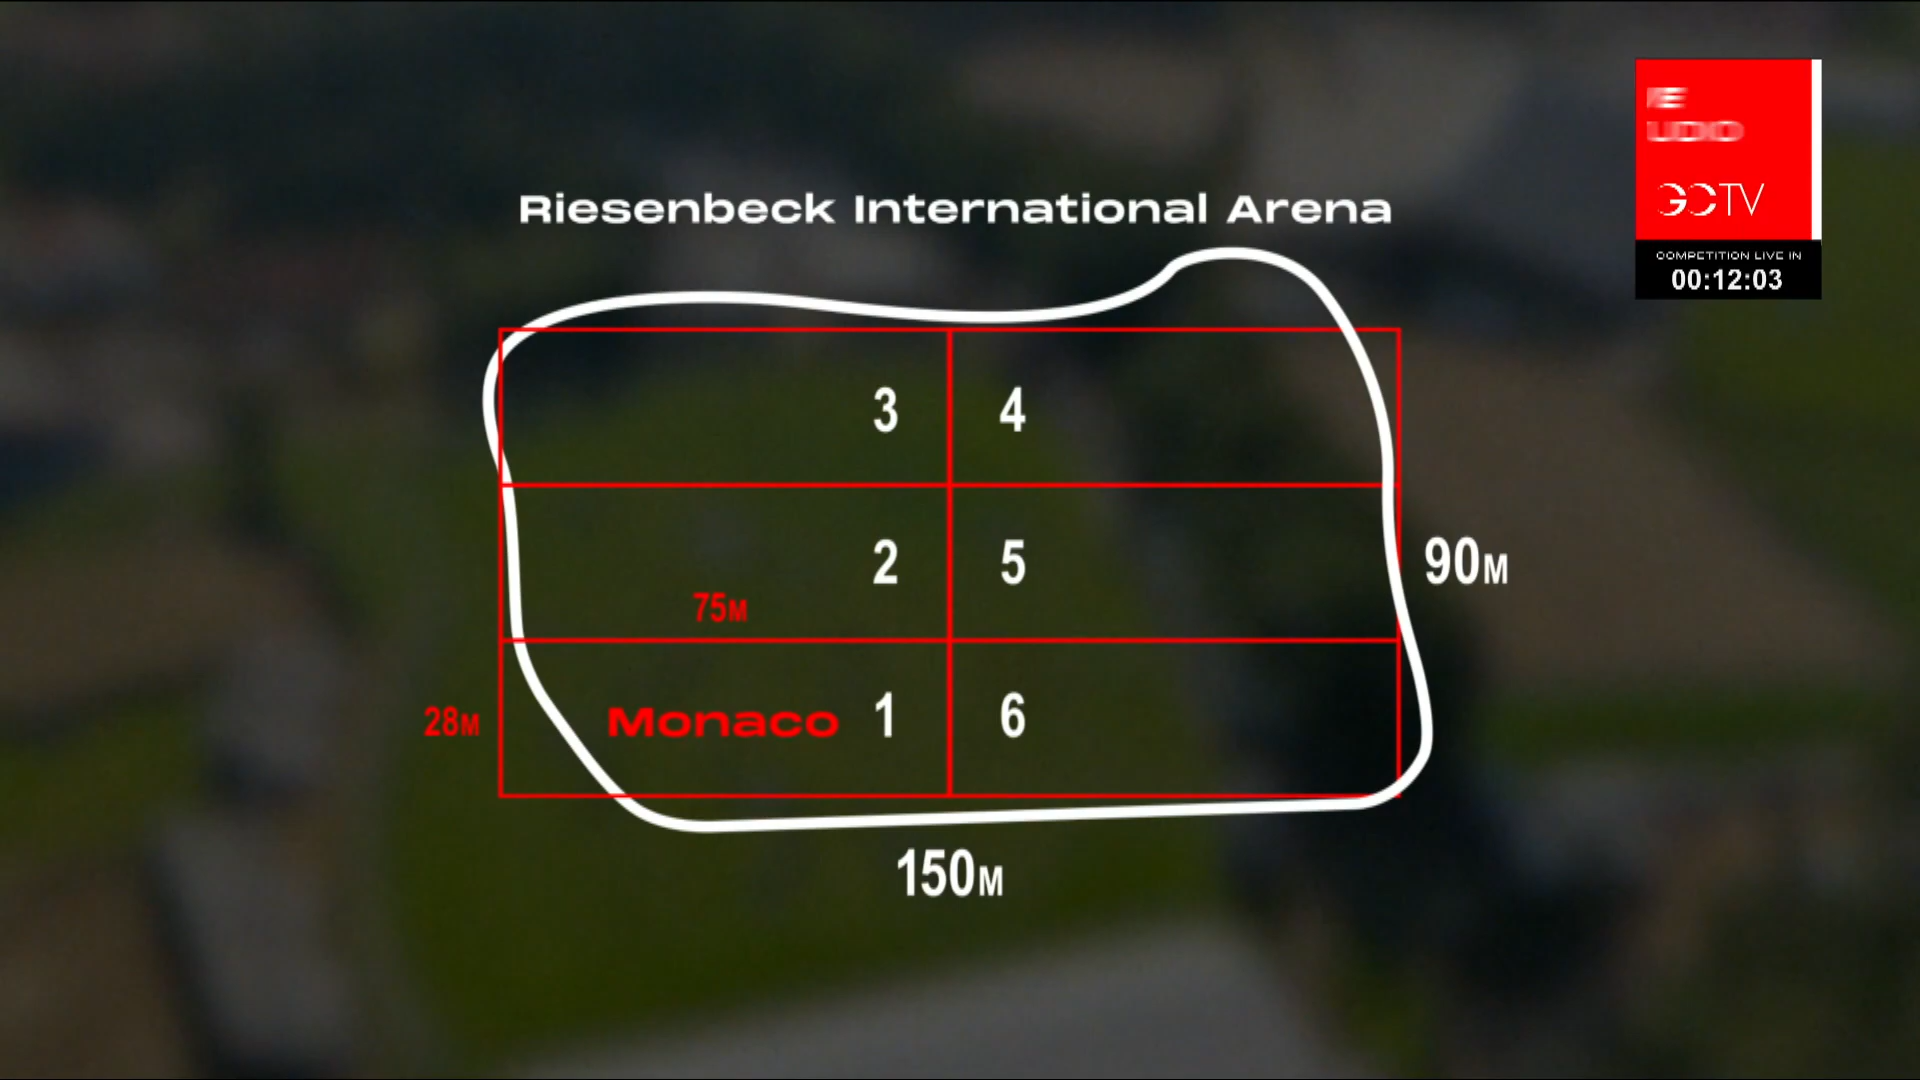 GCTV
COMPETITION LIVE IN
00:12:03
Riesenbeck International Arena
3 4
2 5
75M
90M
28M
Monaco 1 6
150M